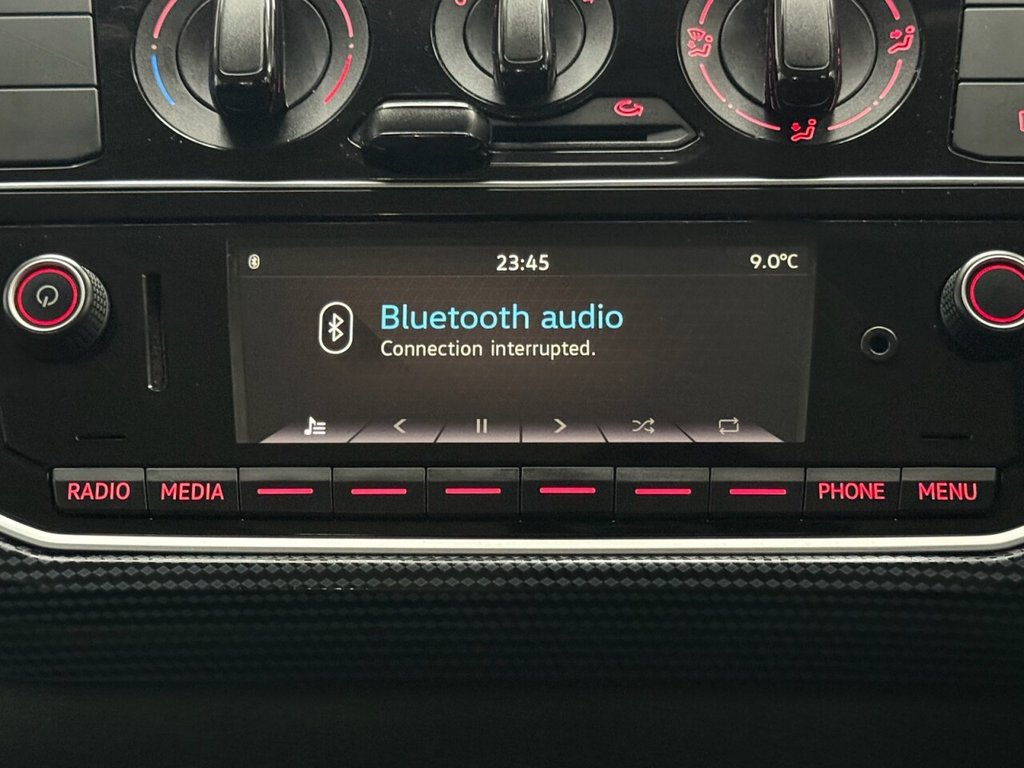 23:45
9.0°C
Bluetooth audio
Connection interrupted.
RADIO
MEDIA
PHONE
MENU